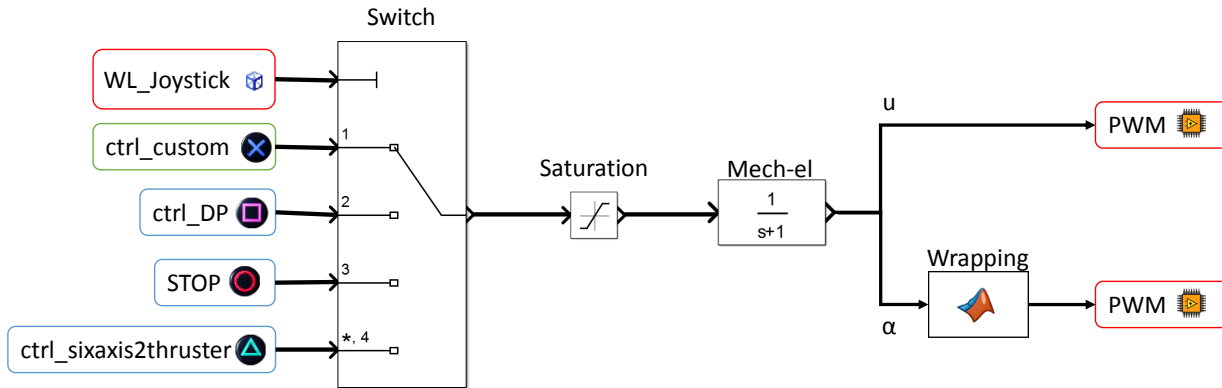 Switch
WL_Joystick
ctrl_custom
1
ctrl_DP
2
STOP
3
ctrl_sixaxis2thruster
*, 4
Saturation
Mech-el
1
s+1
u
PWM
Wrapping
α
PWM